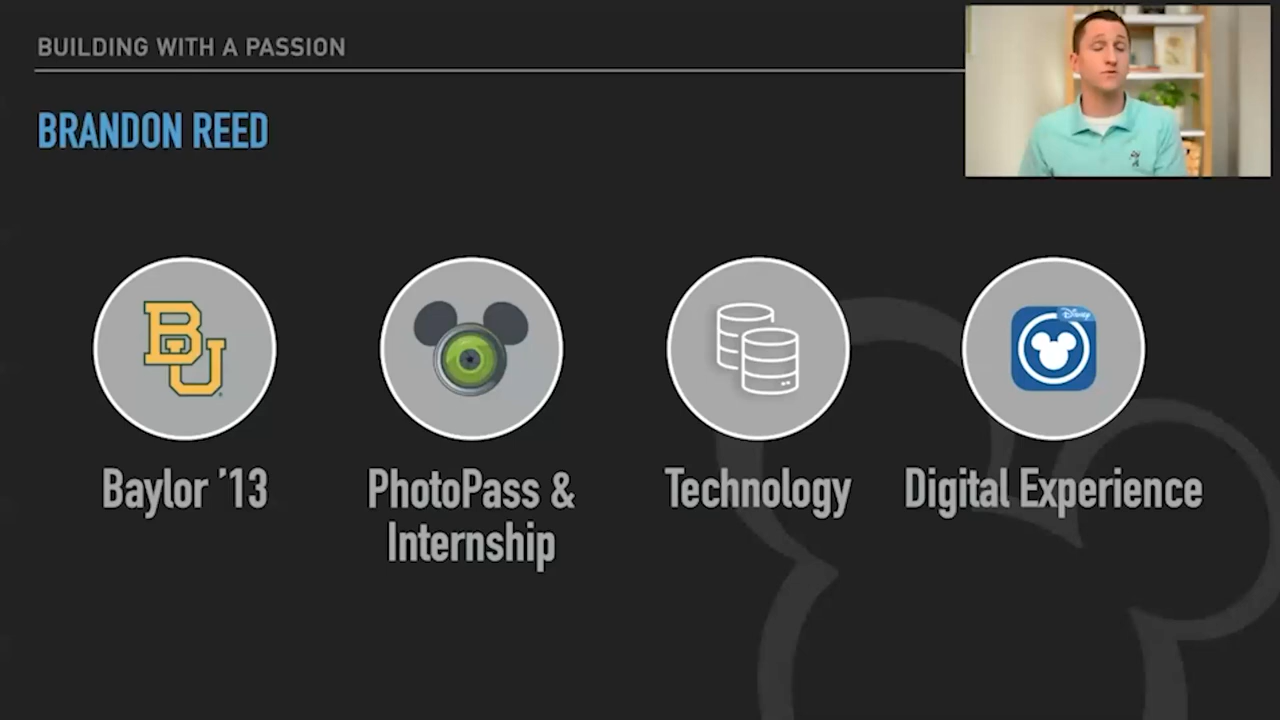 BUILDING WITH A PASSION
BRANDON REED
BU
Disney
Baylor ’13
PhotoPass &
Internship
Technology
Digital Experience